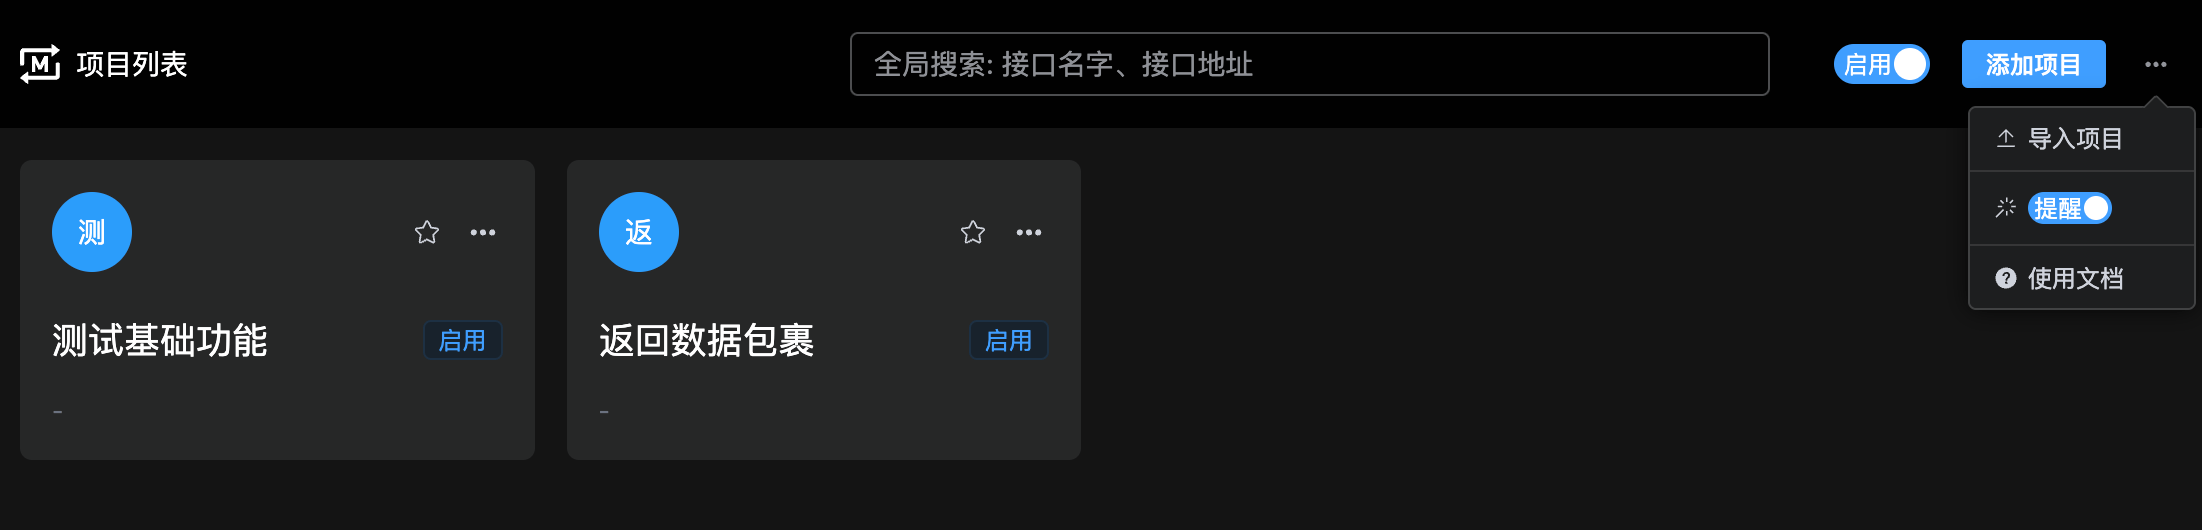 M 项目列表
全局搜索: 接口名字、接口地址
启用
添加项目
导入项目
提醒
使用文档
测
测试基础功能
启用
-
返
返回数据包裹
启用
-